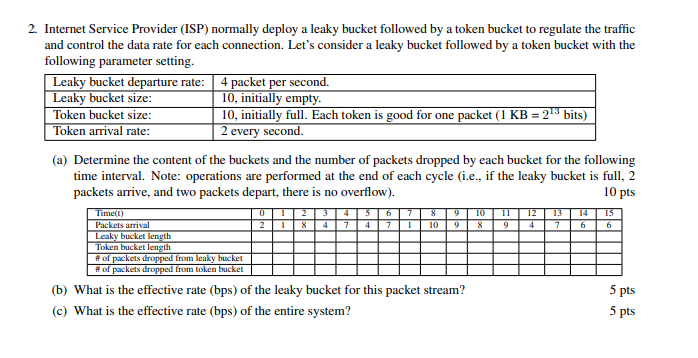 2. Internet Service Provider (ISP) normally deploy a leaky bucket followed by a token bucket to regulate the traffic
and control the data rate for each connection. Let's consider a leaky bucket followed by a token bucket with the
following parameter setting.
Leaky bucket departure rate: 4 packet per second.
Leaky bucket size: 10, initially empty.
Token bucket size: 10, initially full. Each token is good for one packet (1 KB = 2^13 bits)
Token arrival rate: 2 every second.
(a) Determine the content of the buckets and the number of packets dropped by each bucket for the following
time interval. Note: operations are performed at the end of each cycle (i.e., if the leaky bucket is full, 2
packets arrive, and two packets depart, there is no overflow). 10 pts
Time(t) 0 1 2 3 4 5 6 7 8 9 10 11 12 13 14 15
Packets arrival 2 1 8 4 7 4 7 1 10 9 8 9 4 7 6 6
Leaky bucket length
Token bucket length
# of packets dropped from leaky bucket
# of packets dropped from token bucket
(b) What is the effective rate (bps) of the leaky bucket for this packet stream? 5 pts
(c) What is the effective rate (bps) of the entire system? 5 pts